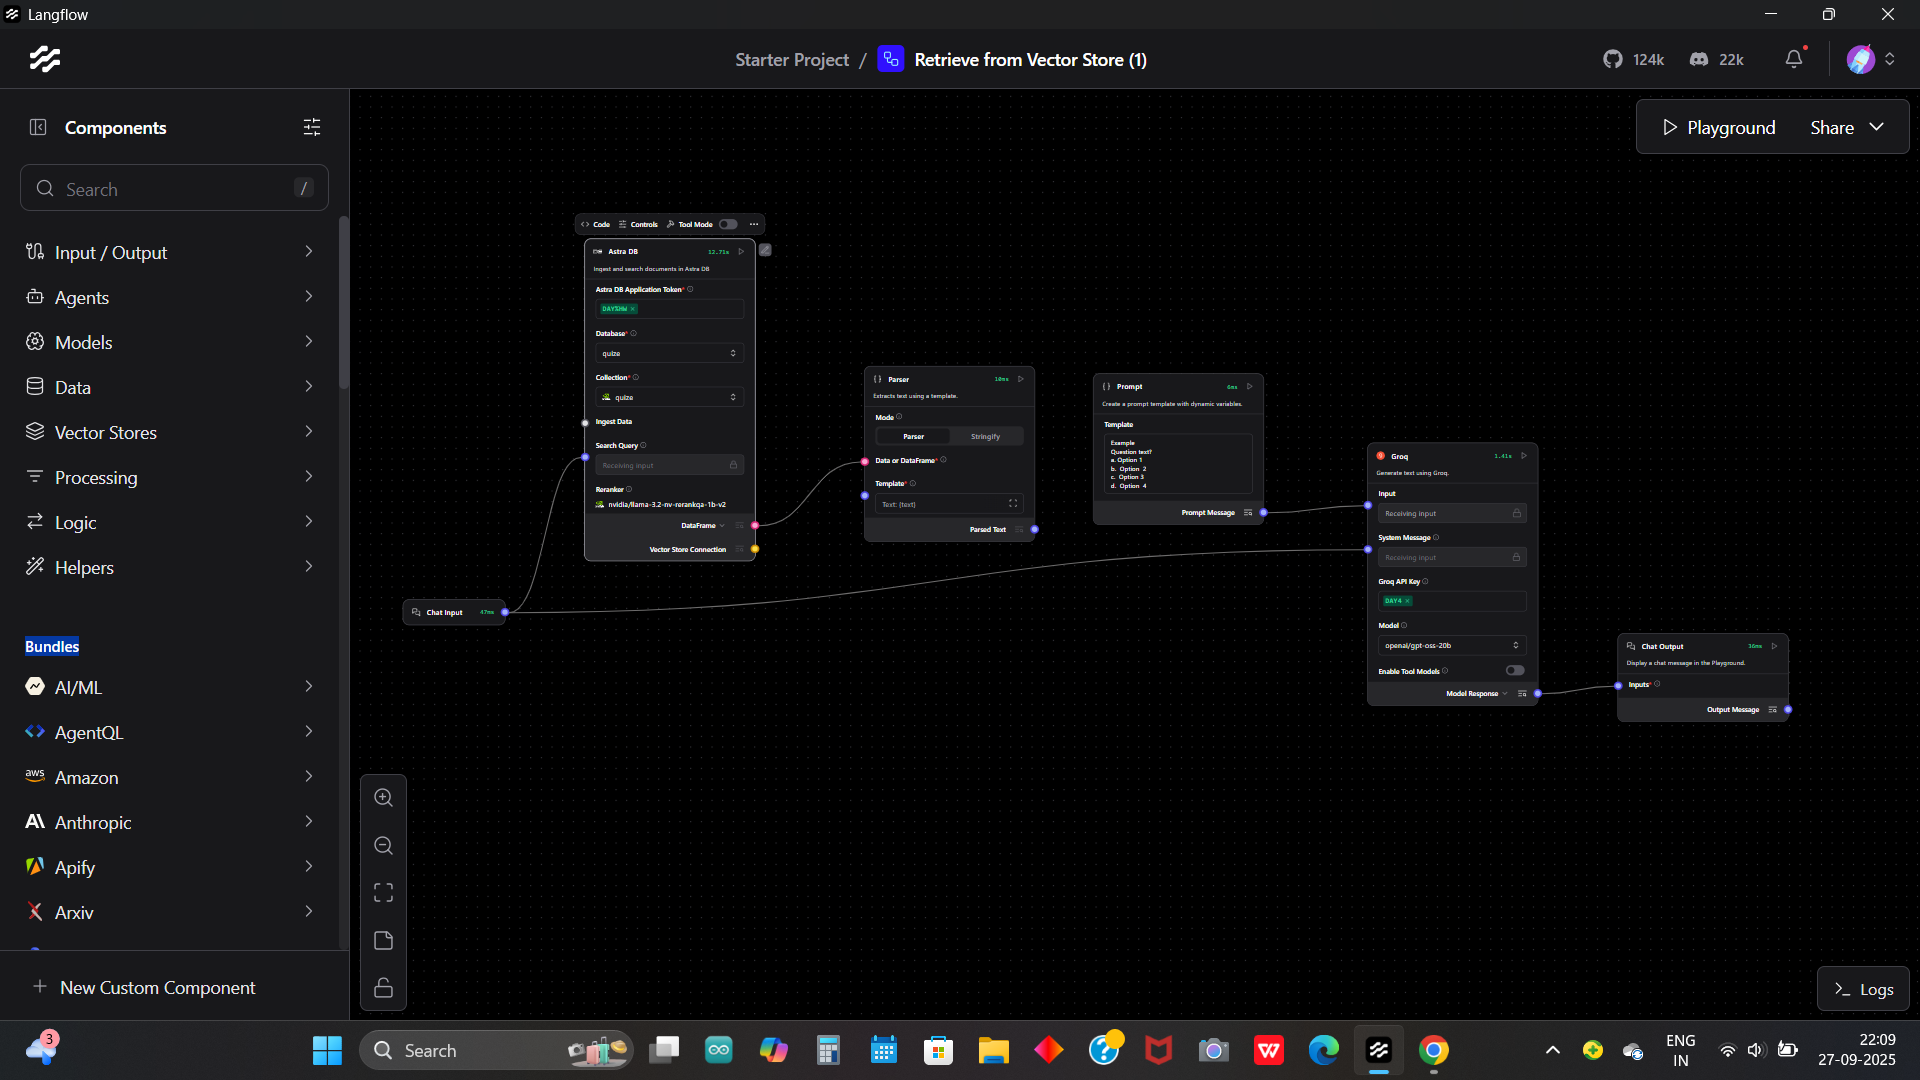 Langflow
Starter Project / Retrieve from Vector Store (1)
124k
22k
Components
Search /
Input / Output
Agents
Models
Data
Vector Stores
Processing
Logic
Helpers
Bundles
AI/ML
AgentQL
aws Amazon
Anthropic
Apify
Arxiv
New Custom Component
Playground
Share
Code Controls Tool Mode
Astra DB 12.71s
Ingest and search documents in Astra DB
Astra DB Application Token*
DAY5HW ×
Database*
quize
Collection*
quize
Ingest Data
Search Query
Receiving input
Reranker
nvidia/llama-3.2-nv-rerankqa-1b-v2
DataFrame
Vector Store Connection
Chat Input 47ms
Parser 10ms
Extracts text using a template.
Mode
Parser Stringify
Data or DataFrame*
Template*
Text: {text}
Parsed Text
Prompt 6ms
Create a prompt template with dynamic variables.
Template
Example
Question text?
a. Option 1
b. Option 2
c. Option 3
d. Option 4
Prompt Message
Groq 1.41s
Generate text using Groq.
Input
Receiving input
System Message
Receiving input
Groq API Key
DAY4 ×
Model
openai/gpt-oss-20b
Enable Tool Models
Model Response
Chat Output 36ms
Display a chat message in the Playground.
Inputs*
Output Message
Logs
3
Search
ENG
IN
22:09
27-09-2025